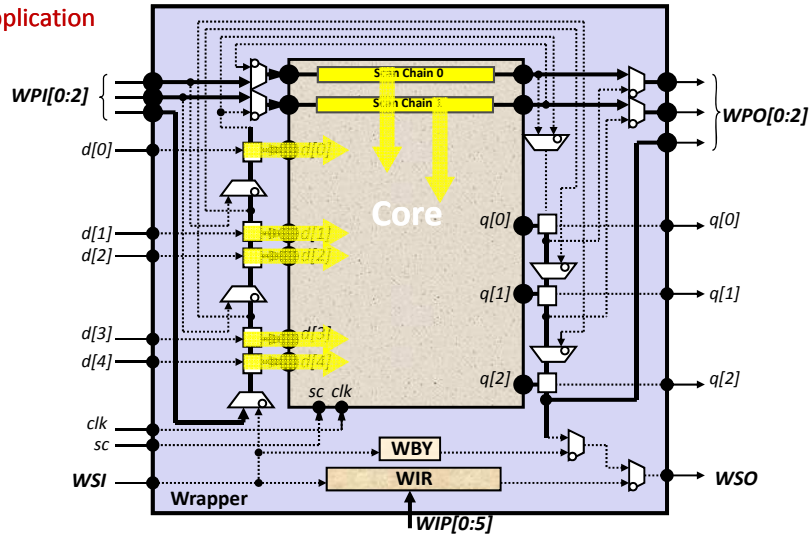 pplication
Scan Chain 0
WPI[0:2]
Scan Chain 1
WPO[0:2]
d[0]
d[0]
Core
q[0]
q[0]
d[1]
d[1]
d[2]
d[2]
q[1]
q[1]
d[3]
d[3]
d[4]
d[4]
q[2]
q[2]
sc clk
clk
sc
WBY
WSI
WIR
WSO
Wrapper
WIP[0:5]